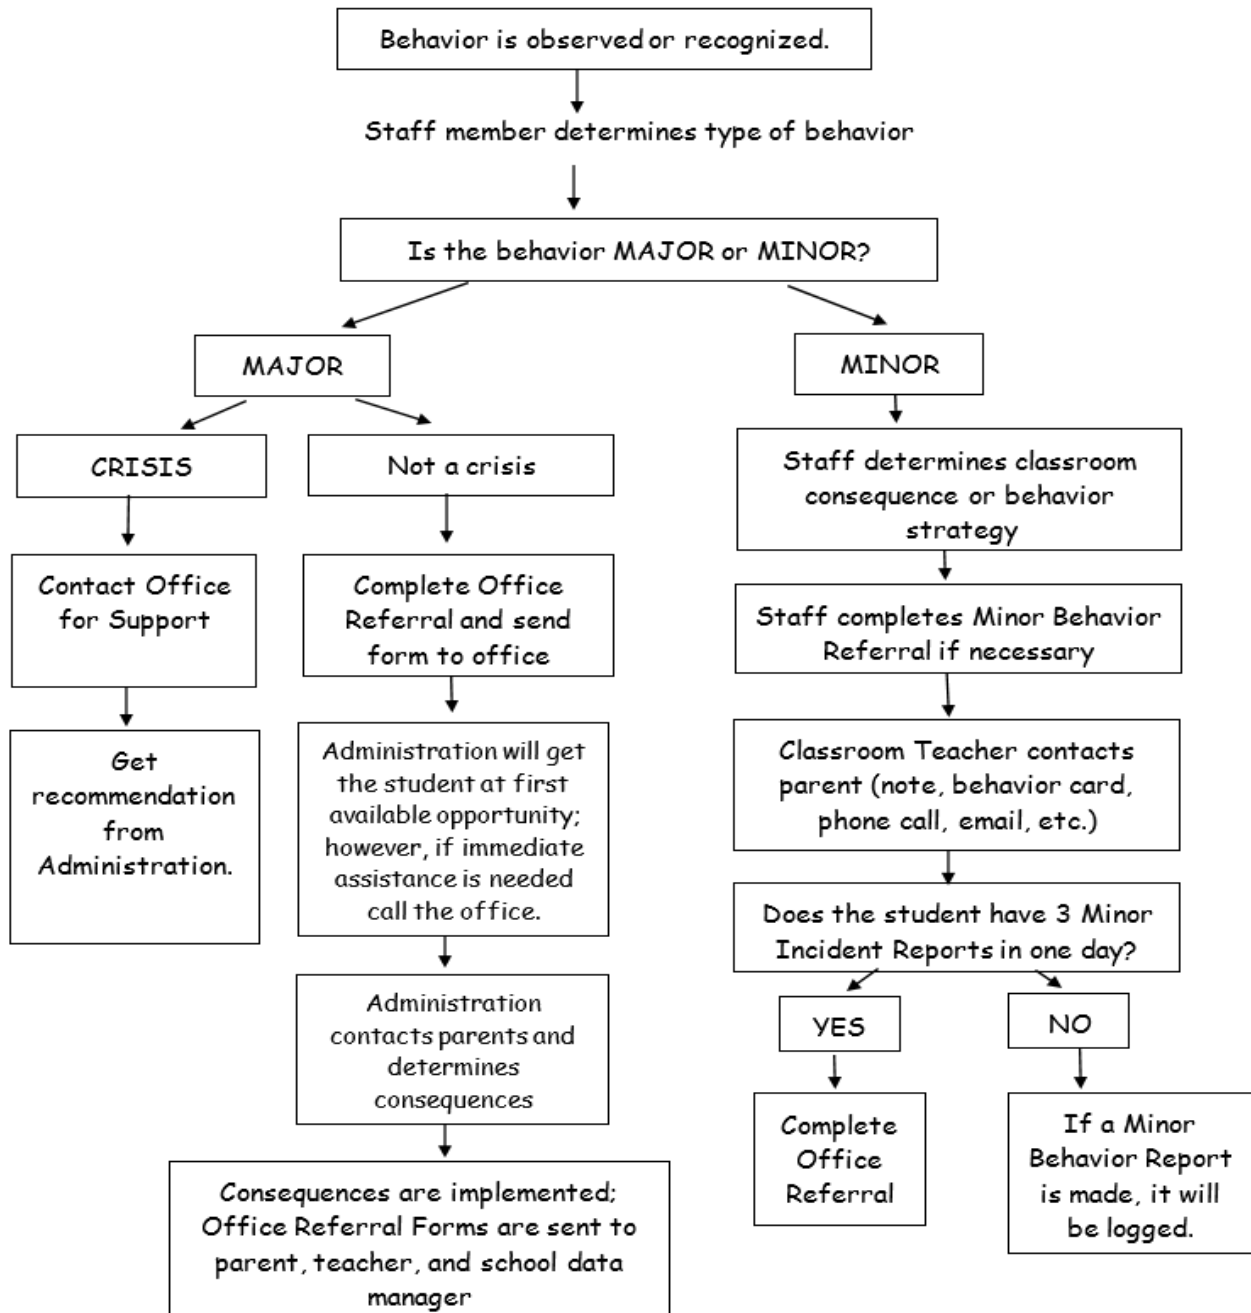 Behavior is observed or recognized.
Staff member determines type of behavior
Is the behavior MAJOR or MINOR?
MAJOR
MINOR
CRISIS
Not a crisis
Staff determines classroom
consequence or behavior
strategy
Contact Office
for Support
Complete Office
Referral and send
form to office
Staff completes Minor Behavior
Referral if necessary
Get
recommendation
from
Administration.
Administration will get
the student at first
available opportunity;
however, if immediate
assistance is needed
call the office.
Classroom Teacher contacts
parent (note, behavior card,
phone call, email, etc.)
Does the student have 3 Minor
Incident Reports in one day?
Administration
contacts parents and
determines
consequences
YES
NO
Complete
Office
Referral
If a Minor
Behavior Report
is made, it will
be logged.
Consequences are implemented;
Office Referral Forms are sent to
parent, teacher, and school data
manager